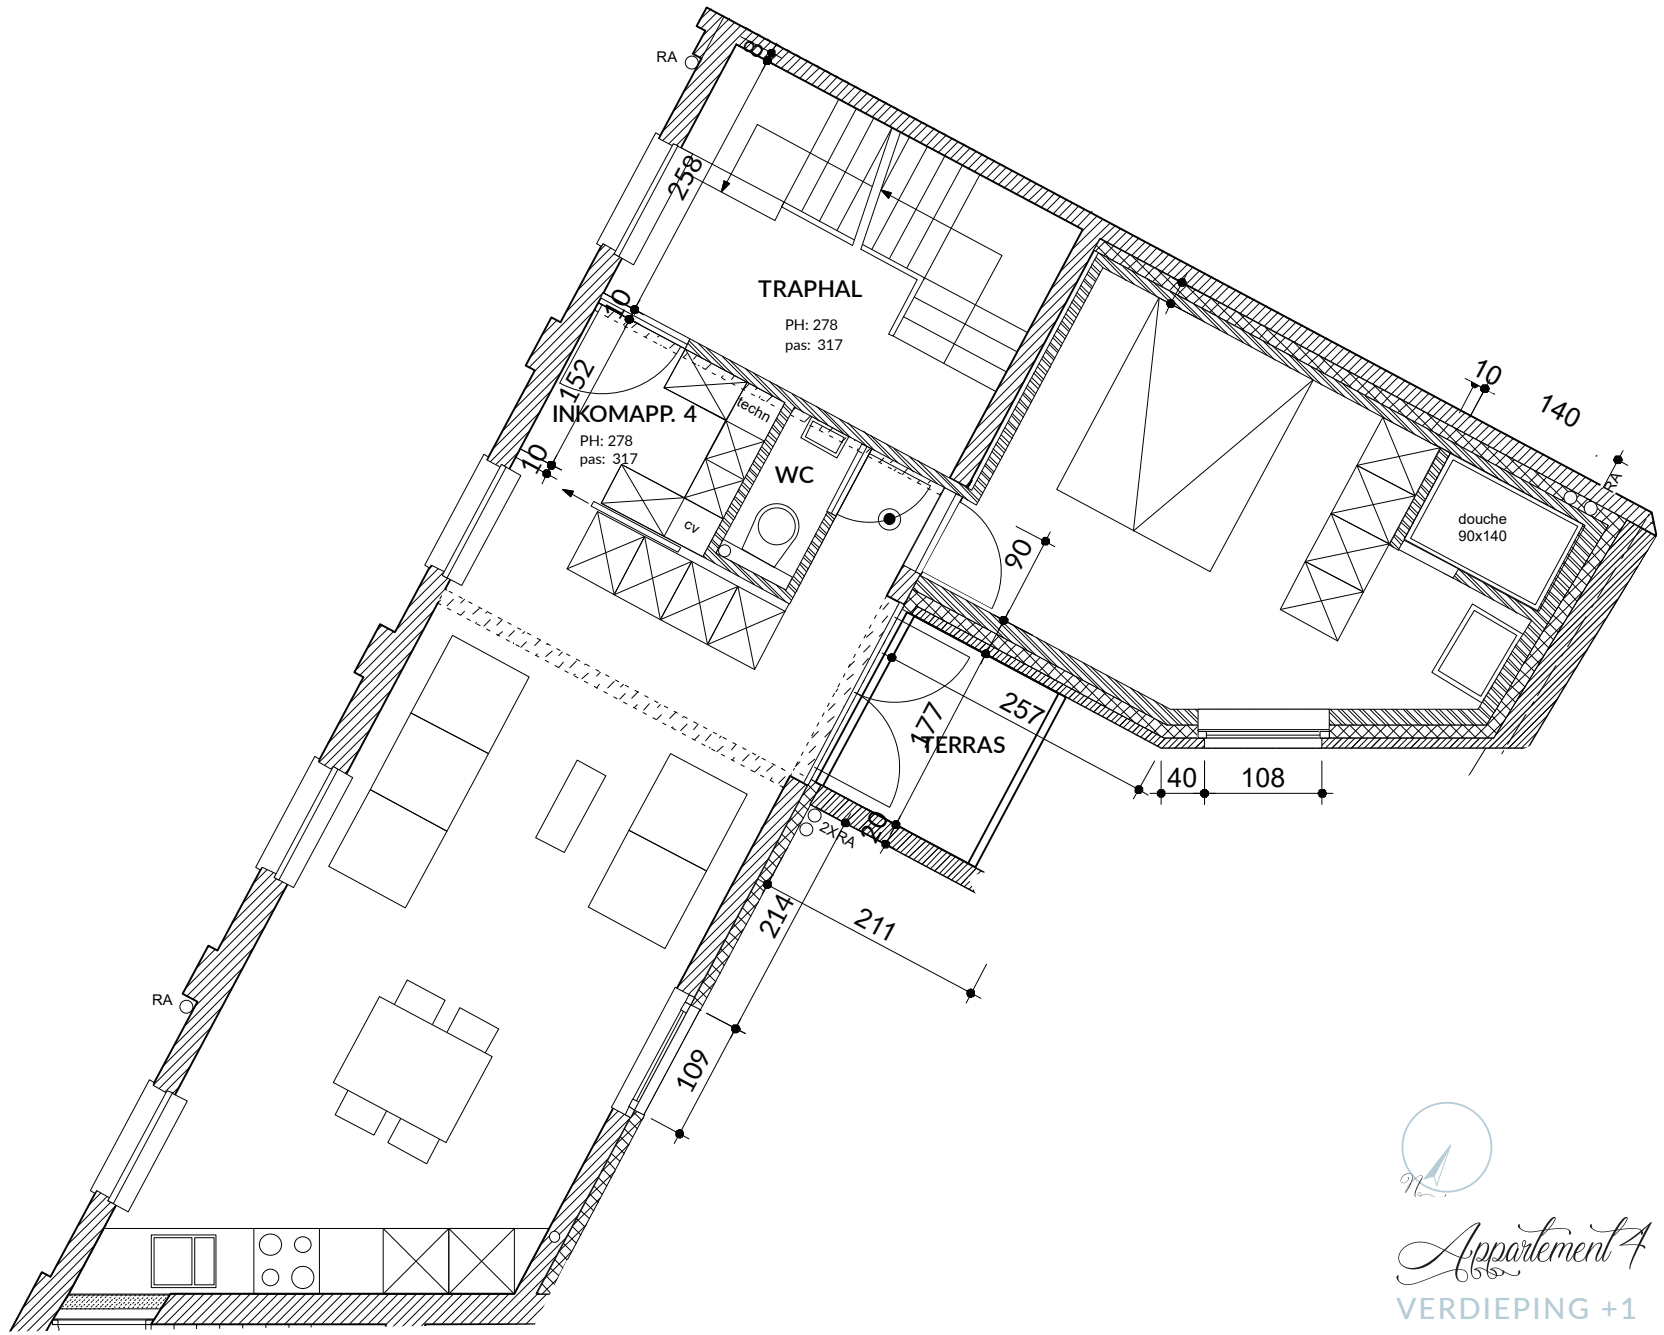 RA
8
258
TRAPHAL
PH: 278
pas: 317
10
152
INKOMAPP. 4
PH: 278
pas: 317
10
techn
WC
cv
90
10
140
RA
douche
90x140
257
177
TERRAS
40
108
20
2XRA
214
211
109
RA
N
Appartement 4
VERDIEPING +1